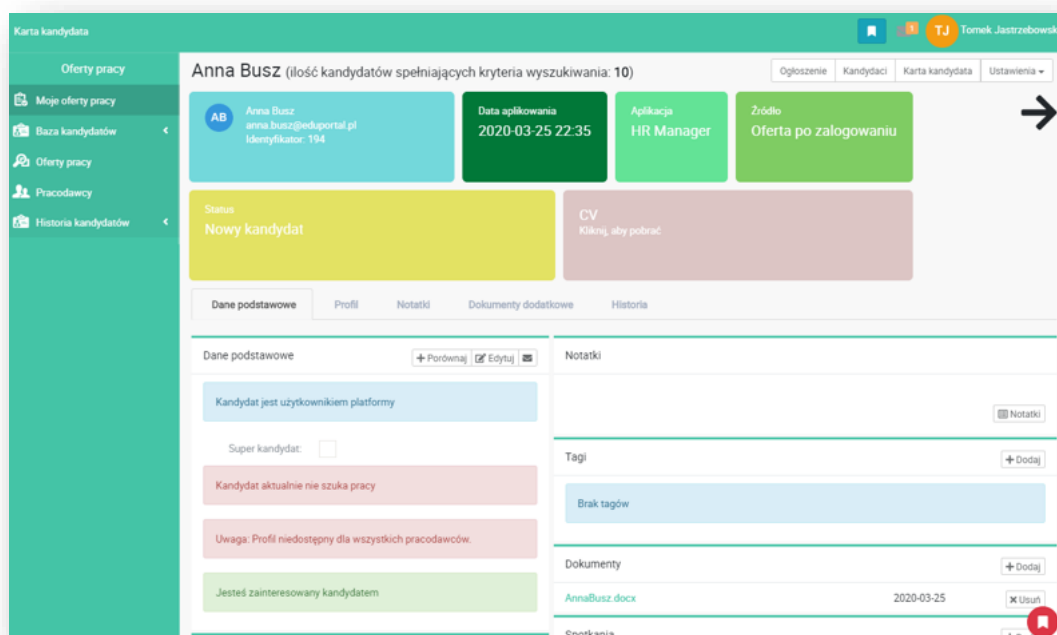 Karta kandydata
1
TJ
Tomek Jastrzebowsk
Oferty pracy
Moje oferty pracy
Baza kandydatów
Oferty pracy
Pracodawcy
Historia kandydatów
Anna Busz (ilość kandydatów spełniających kryteria wyszukiwania: 10)
Ogłoszenie
Kandydaci
Karta kandydata
Ustawienia
AB
Anna Busz
anna.busz@eduportal.pl
Identyfikator: 194
Data aplikowania
2020-03-25 22:35
Aplikacja
HR Manager
Źródło
Oferta po zalogowaniu
Status
Nowy kandydat
CV
Kliknij, aby pobrać
Dane podstawowe
Profil
Notatki
Dokumenty dodatkowe
Historia
Dane podstawowe
Porównaj
Edytuj
Kandydat jest użytkownikiem platformy
Super kandydat:
Kandydat aktualnie nie szuka pracy
Uwaga: Profil niedostępny dla wszystkich pracodawców.
Jesteś zainteresowany kandydatem
Notatki
Notatki
Tagi
Dodaj
Brak tagów
Dokumenty
Dodaj
AnnaBusz.docx
2020-03-25
Usuń
Spotkania